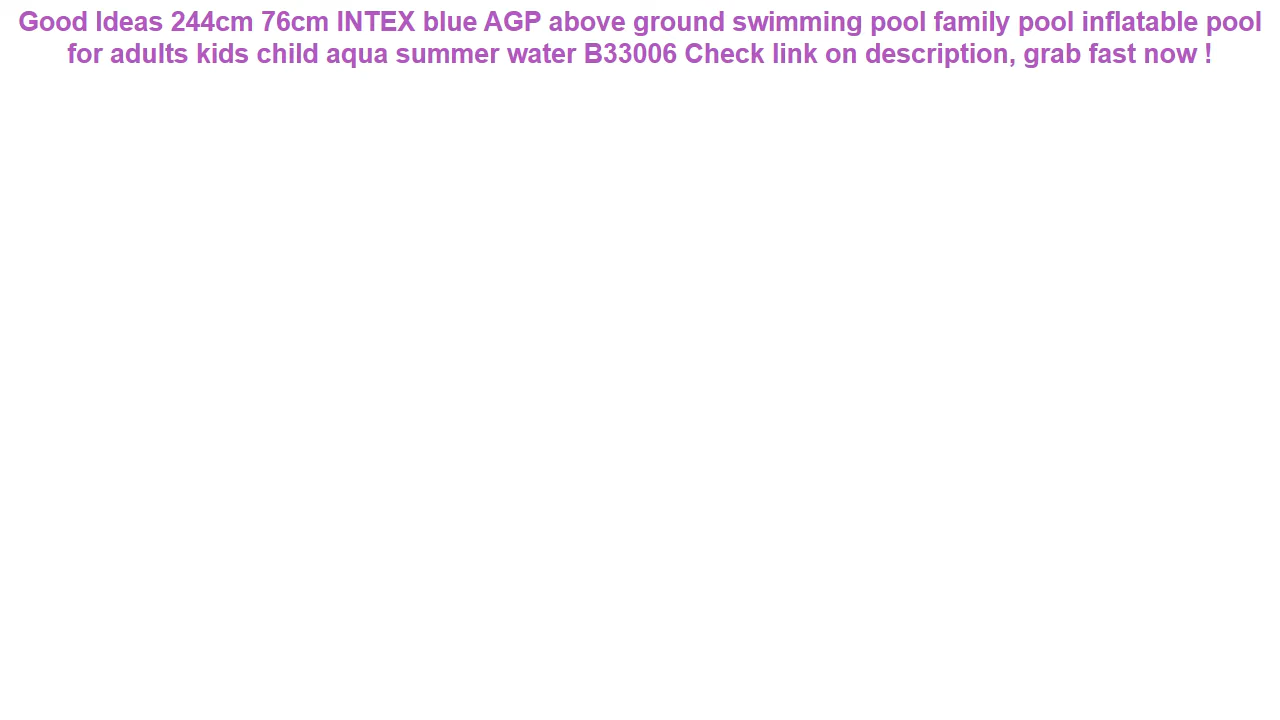 Good Ideas 244cm 76cm INTEX blue AGP above ground swimming pool family pool inflatable pool
for adults kids child aqua summer water B33006 Check link on description, grab fast now !